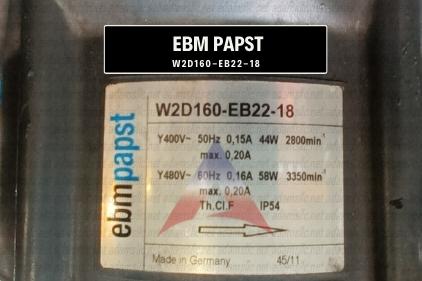 EBM PAPST
W2D160-EB22-18
ebmpapst
W2D160-EB22-18
Y400V~ 50Hz 0,15A 44W 2800min⁻¹
max. 0,20A
Y480V~ 60Hz 0,16A 58W 3350min⁻¹
max. 0,20A
Th.Cl.F IP54
Made in Germany 45/11